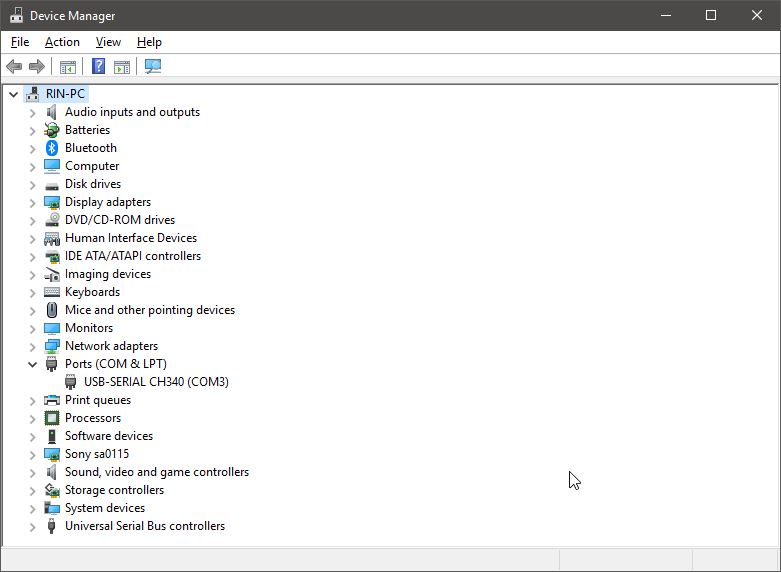 Device Manager
File Action View Help
RIN-PC
Audio inputs and outputs
Batteries
Bluetooth
Computer
Disk drives
Display adapters
DVD/CD-ROM drives
Human Interface Devices
IDE ATA/ATAPI controllers
Imaging devices
Keyboards
Mice and other pointing devices
Monitors
Network adapters
Ports (COM & LPT)
USB-SERIAL CH340 (COM3)
Print queues
Processors
Software devices
Sony sa0115
Sound, video and game controllers
Storage controllers
System devices
Universal Serial Bus controllers